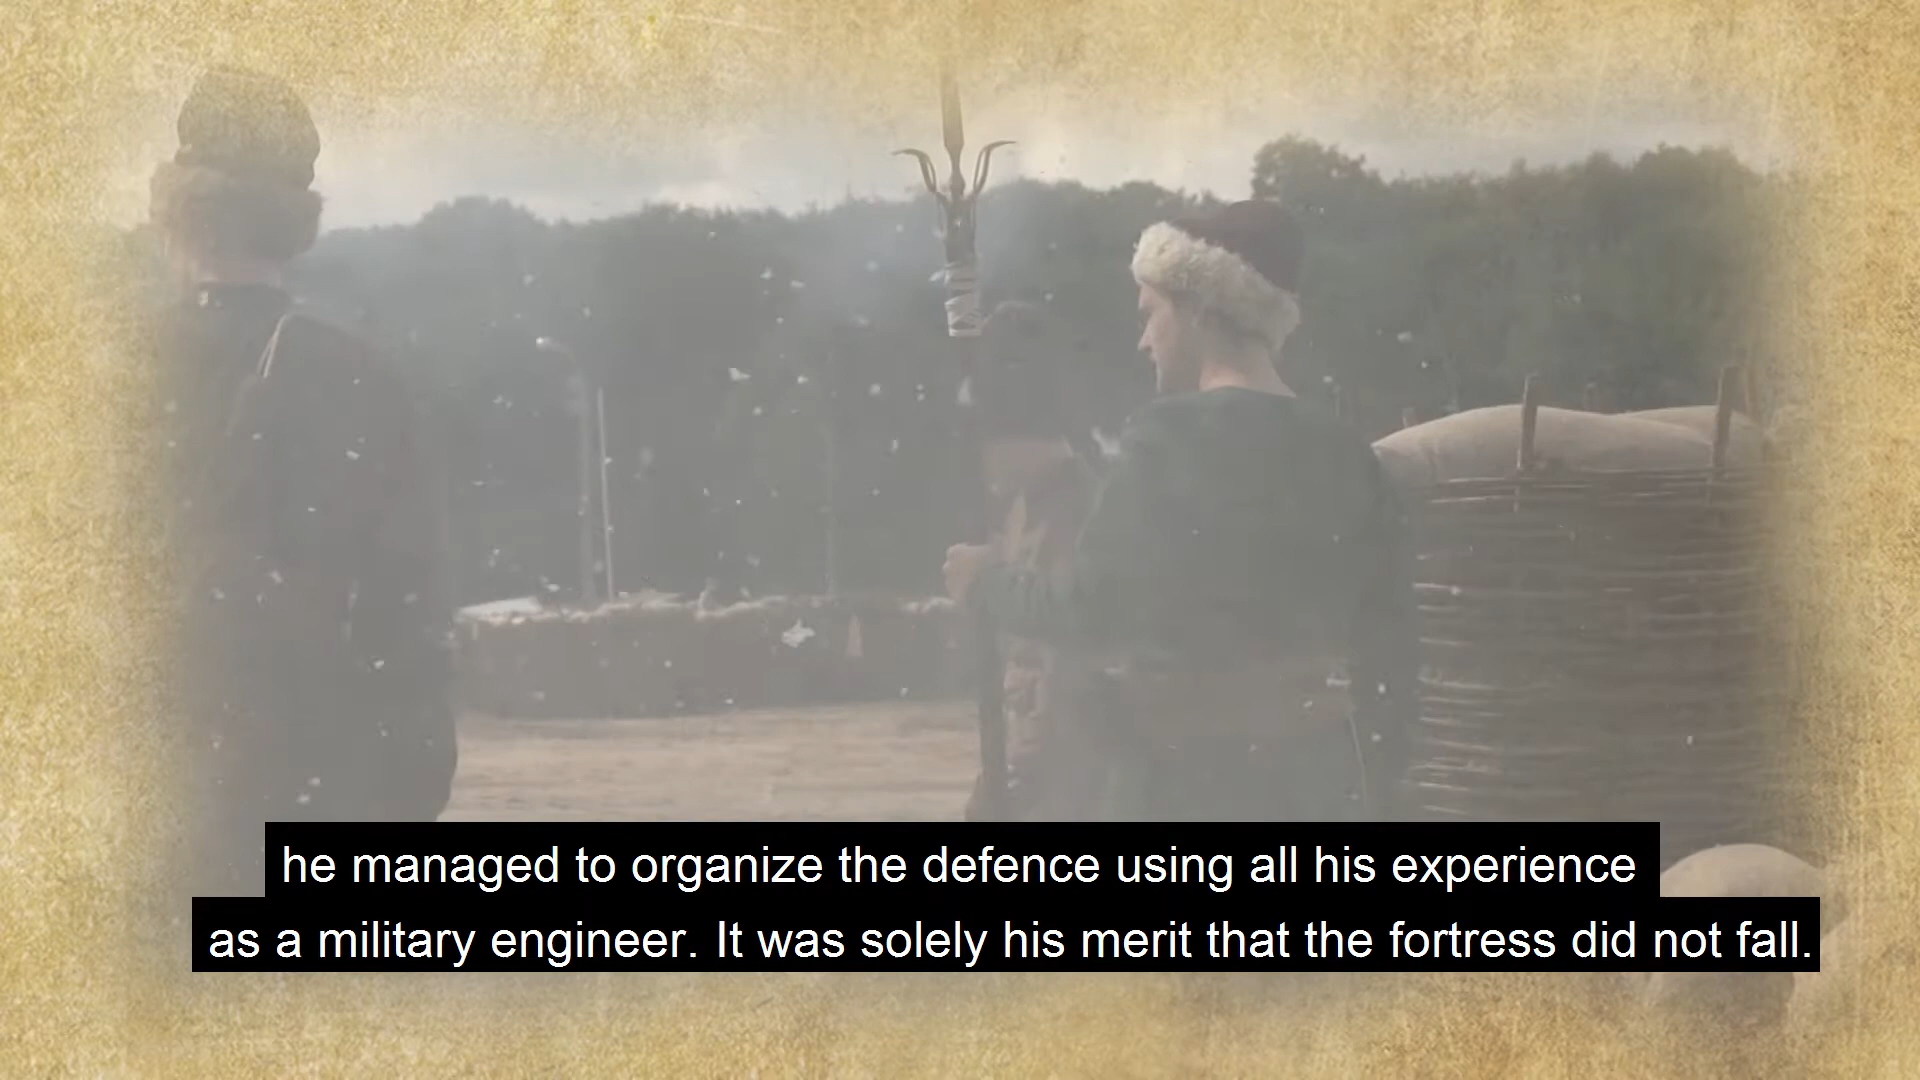 he managed to organize the defence using all his experience
as a military engineer. It was solely his merit that the fortress did not fall.